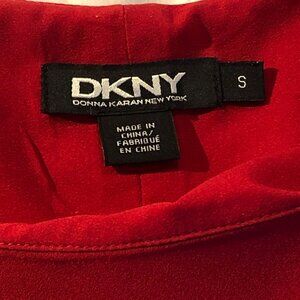 DKNY
DONNA KARAN NEW YORK
S
MADE IN
CHINA/
FABRIQUÉ
EN CHINE